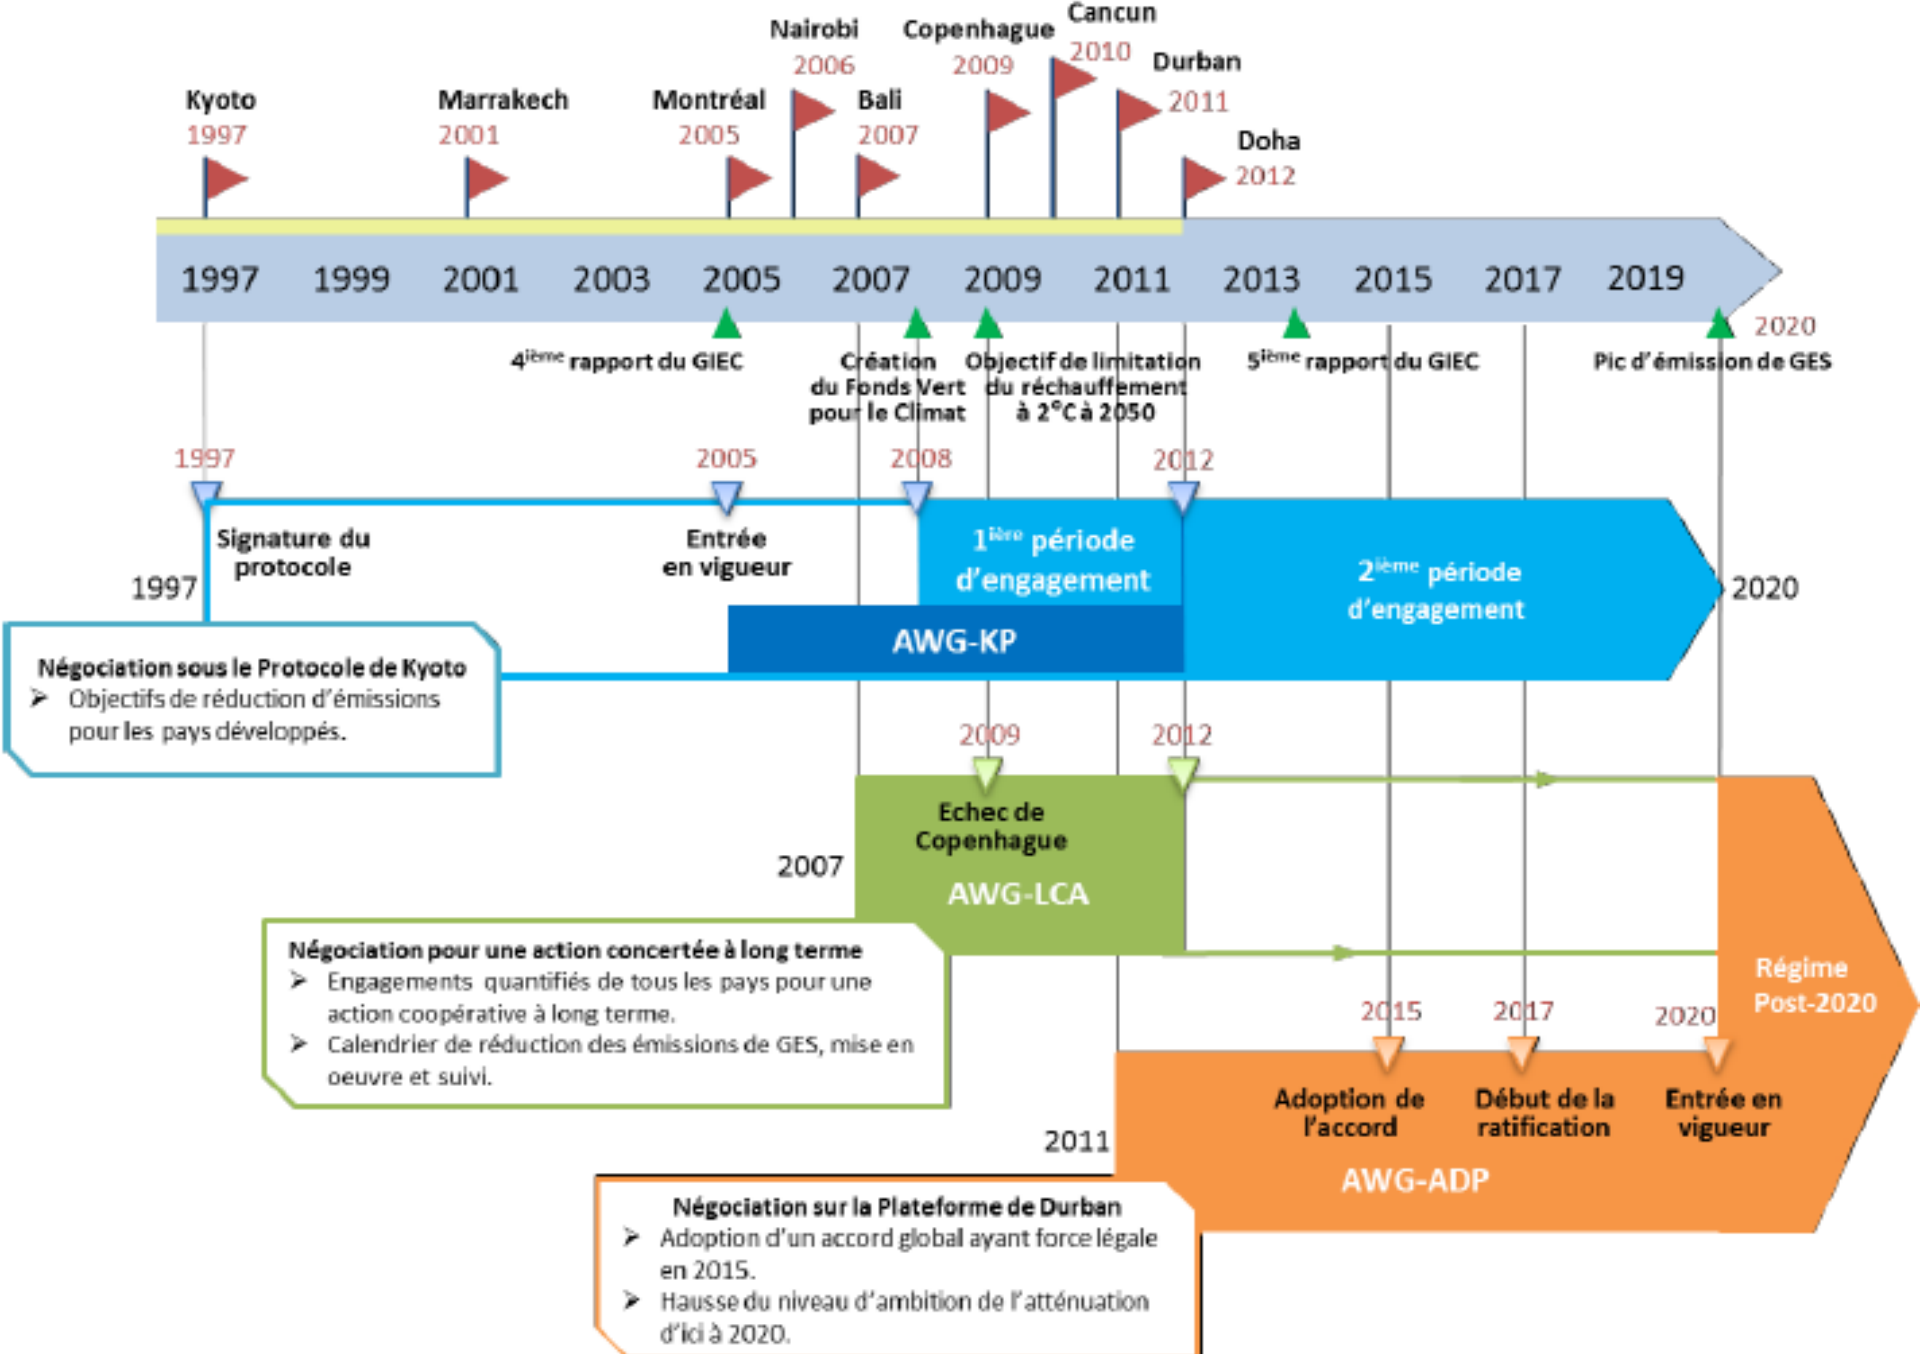 Cancun
Nairobi
Copenhague
2010
2006
2009
Durban
Kyoto
Marrakech
Montréal
Bali
2011
1997
2001
2005
2007
Doha
2012
1997 1999 2001 2003 2005 2007 2009 2011 2013 2015 2017 2019
2020
4ième rapport du GIEC
Création
du Fonds Vert
pour le Climat
Objectif de limitation
du réchauffement
à 2°C à 2050
5ième rapport du GIEC
Pic d'émission de GES
1997
2005
2008
2012
Signature du
protocole
Entrée
en vigueur
1ière période
d'engagement
2ième période
d'engagement
1997
2020
AWG-KP
Négociation sous le Protocole de Kyoto
➢ Objectifs de réduction d'émissions
pour les pays développés.
2009
2012
Echec de
Copenhague
2007
AWG-LCA
Négociation pour une action concertée à long terme
➢ Engagements quantifiés de tous les pays pour une
action coopérative à long terme.
➢ Calendrier de réduction des émissions de GES, mise en
oeuvre et suivi.
Régime
Post-2020
2015
2017
2020
Adoption de
l'accord
Début de la
ratification
Entrée en
vigueur
2011
AWG-ADP
Négociation sur la Plateforme de Durban
➢ Adoption d'un accord global ayant force légale
en 2015.
➢ Hausse du niveau d'ambition de l'atténuation
d'ici à 2020.